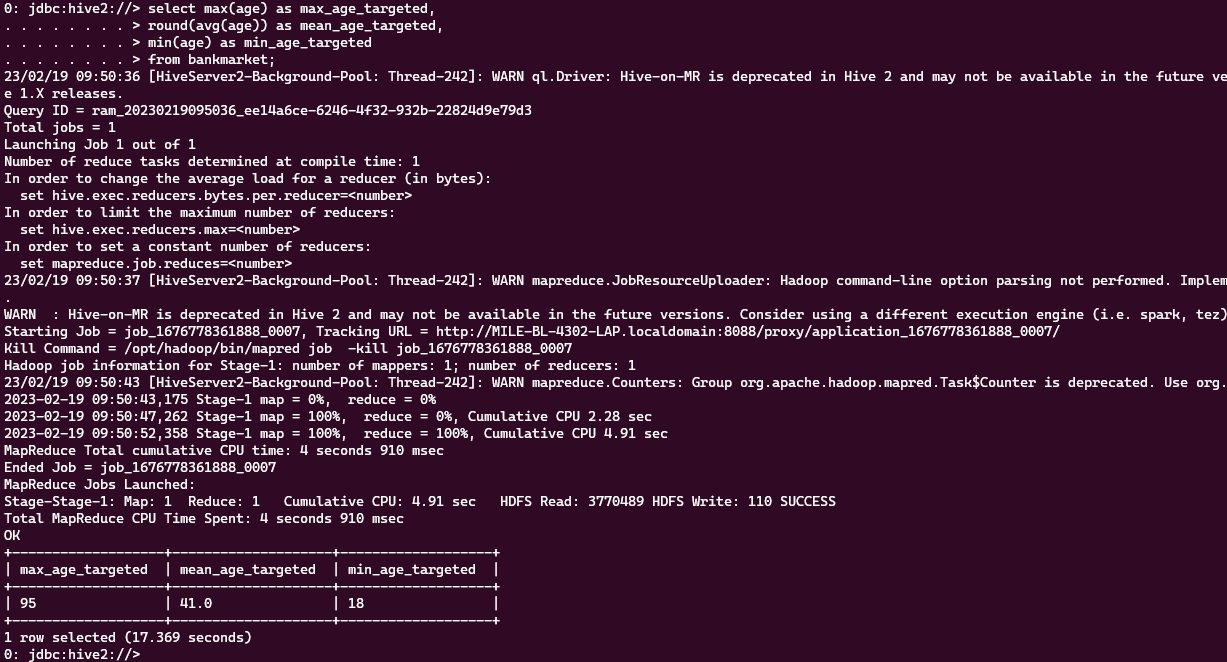 0: jdbc:hive2://> select max(age) as max_age_targeted,
. . . . . . . . > round(avg(age)) as mean_age_targeted,
. . . . . . . . > min(age) as min_age_targeted
. . . . . . . . > from bankmarket;
23/02/19 09:50:36 [HiveServer2-Background-Pool: Thread-242]: WARN ql.Driver: Hive-on-MR is deprecated in Hive 2 and may not be available in the future ve
e 1.X releases.
Query ID = ram_20230219095036_ee14a6ce-6246-4f32-932b-22824d9e79d3
Total jobs = 1
Launching Job 1 out of 1
Number of reduce tasks determined at compile time: 1
In order to change the average load for a reducer (in bytes):
  set hive.exec.reducers.bytes.per.reducer=<number>
In order to limit the maximum number of reducers:
  set hive.exec.reducers.max=<number>
In order to set a constant number of reducers:
  set mapreduce.job.reduces=<number>
23/02/19 09:50:37 [HiveServer2-Background-Pool: Thread-242]: WARN mapreduce.JobResourceUploader: Hadoop command-line option parsing not performed. Implem
.
WARN  : Hive-on-MR is deprecated in Hive 2 and may not be available in the future versions. Consider using a different execution engine (i.e. spark, tez)
Starting Job = job_1676778361888_0007, Tracking URL = http://MILE-BL-4302-LAP.localdomain:8088/proxy/application_1676778361888_0007/
Kill Command = /opt/hadoop/bin/mapred job  -kill job_1676778361888_0007
Hadoop job information for Stage-1: number of mappers: 1; number of reducers: 1
23/02/19 09:50:43 [HiveServer2-Background-Pool: Thread-242]: WARN mapreduce.Counters: Group org.apache.hadoop.mapred.Task$Counter is deprecated. Use org.
2023-02-19 09:50:43,175 Stage-1 map = 0%,  reduce = 0%
2023-02-19 09:50:47,262 Stage-1 map = 100%,  reduce = 0%, Cumulative CPU 2.28 sec
2023-02-19 09:50:52,358 Stage-1 map = 100%,  reduce = 100%, Cumulative CPU 4.91 sec
MapReduce Total cumulative CPU time: 4 seconds 910 msec
Ended Job = job_1676778361888_0007
MapReduce Jobs Launched:
Stage-Stage-1: Map: 1  Reduce: 1   Cumulative CPU: 4.91 sec   HDFS Read: 3770489 HDFS Write: 110 SUCCESS
Total MapReduce CPU Time Spent: 4 seconds 910 msec
OK
+-------------------+--------------------+-------------------+
| max_age_targeted  | mean_age_targeted  | min_age_targeted  |
+-------------------+--------------------+-------------------+
| 95                | 41.0               | 18                |
+-------------------+--------------------+-------------------+
1 row selected (17.369 seconds)
0: jdbc:hive2://>